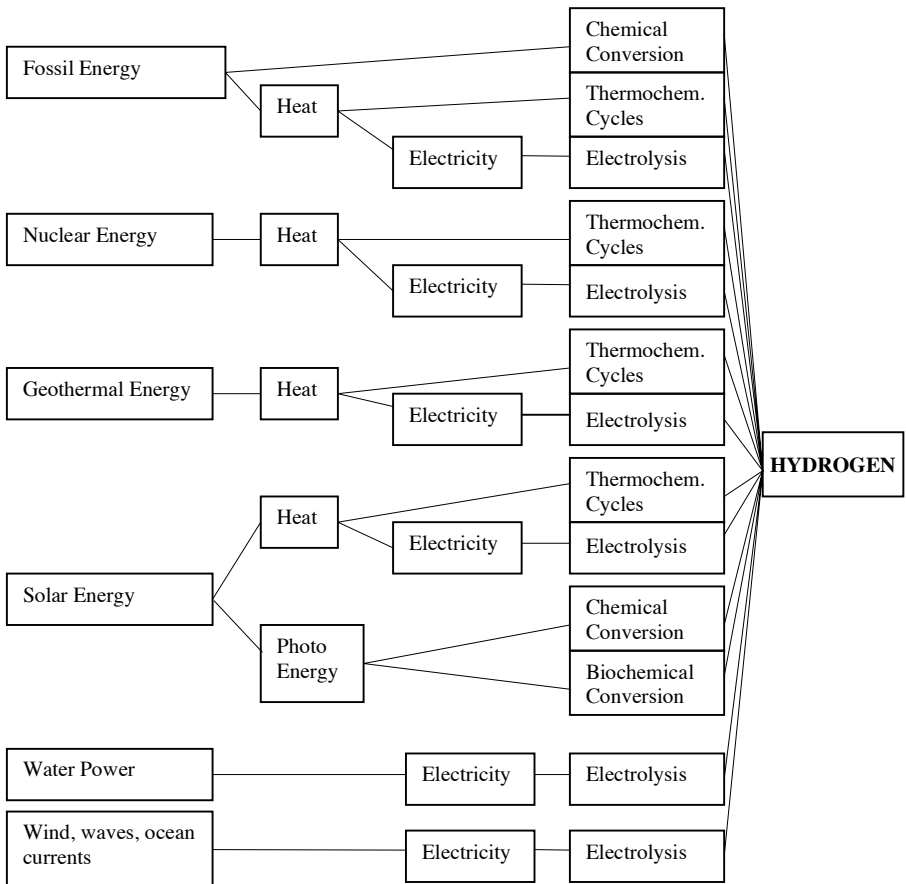 Chemical
Conversion
Fossil Energy
Heat
Thermochem.
Cycles
Electricity
Electrolysis
Nuclear Energy
Heat
Thermochem.
Cycles
Electricity
Electrolysis
Geothermal Energy
Heat
Thermochem.
Cycles
Electricity
Electrolysis
HYDROGEN
Solar Energy
Heat
Thermochem.
Cycles
Electricity
Electrolysis
Photo
Energy
Chemical
Conversion
Biochemical
Conversion
Water Power
Electricity
Electrolysis
Wind, waves, ocean
currents
Electricity
Electrolysis